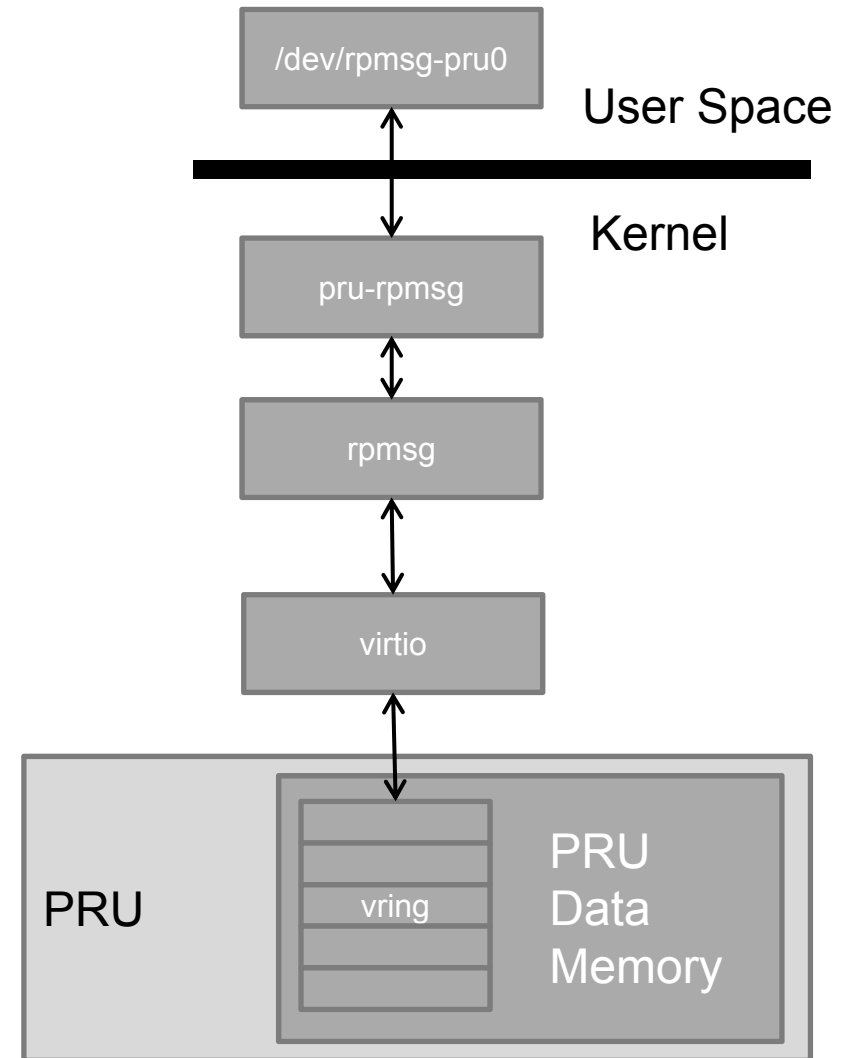 /dev/rpmsg-pru0
User Space
Kernel
pru-rpmsg
rpmsg
virtio
PRU
vring
PRU
Data
Memory